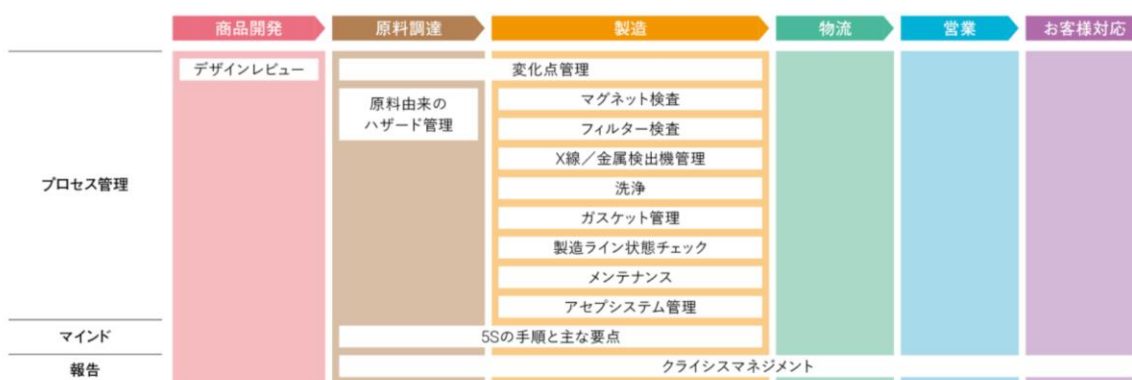 商品開発
原料調達
製造
物流
営業
お客様対応
プロセス管理
デザインレビュー
変化点管理
原料由来の
ハザード管理
マグネット検査
フィルター検査
X線／金属検出機管理
洗浄
ガスケット管理
製造ライン状態チェック
メンテナンス
アセプシステム管理
マインド
5Sの手順と主な要点
報告
クライシスマネジメント